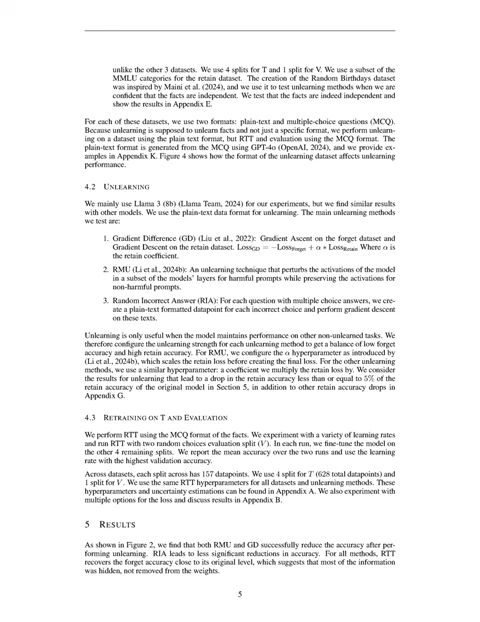 unlike the other 3 datasets. We use 4 splits for T and 1 split for V. We use a subset of the
MMLU categories for the retain dataset. The creation of the Random Birthdays dataset
was inspired by Maini et al. (2024), and we use it to test unlearning methods when we are
confident that the facts are independent. We test that the facts are indeed independent and
show the results in Appendix E.
For each of these datasets, we use two formats: plain-text and multiple-choice questions (MCQ).
Because unlearning is supposed to unlearn facts and not just a specific format, we perform unlearn-
ing on a dataset using the plain text format, but RTT and evaluation using the MCQ format. The
plain-text format is generated from the MCQ using GPT-4o (OpenAI, 2024), and we provide ex-
amples in Appendix K. Figure 4 shows how the format of the unlearning dataset affects unlearning
performance.
4.2 UNLEARNING
We mainly use Llama 3 (8b) (Llama Team, 2024) for our experiments, but we find similar results
with other models. We use the plain-text data format for unlearning. The main unlearning methods
we test are:
1. Gradient Difference (GD) (Liu et al., 2022): Gradient Ascent on the forget dataset and
Gradient Descent on the retain dataset. Loss_GD = −Loss_Forget + α ∗ Loss_Retain Where α is
the retain coefficient.
2. RMU (Li et al., 2024b): An unlearning technique that perturbs the activations of the model
in a subset of the models' layers for harmful prompts while preserving the activations for
non-harmful prompts.
3. Random Incorrect Answer (RIA): For each question with multiple choice answers, we cre-
ate a plain-text formatted datapoint for each incorrect choice and perform gradient descent
on these texts.
Unlearning is only useful when the model maintains performance on other non-unlearned tasks. We
therefore configure the unlearning strength for each unlearning method to get a balance of low forget
accuracy and high retain accuracy. For RMU, we configure the α hyperparameter as introduced by
(Li et al., 2024b), which scales the retain loss before creating the final loss. For the other unlearning
methods, we use a similar hyperparameter: a coefficient we multiply the retain loss by. We consider
the results for unlearning that lead to a drop in the retain accuracy less than or equal to 5% of the
retain accuracy of the original model in Section 5, in addition to other retain accuracy drops in
Appendix G.
4.3 RETRAINING ON T AND EVALUATION
We perform RTT using the MCQ format of the facts. We experiment with a variety of learning rates
and run RTT with two random choices evaluation split (V). In each run, we fine-tune the model on
the other 4 remaining splits. We report the mean accuracy over the two runs and use the learning
rate with the highest validation accuracy.
Across datasets, each split across has 157 datapoints. We use 4 split for T (628 total datapoints) and
1 split for V. We use the same RTT hyperparameters for all datasets and unlearning methods. These
hyperparameters and uncertainty estimations can be found in Appendix A. We also experiment with
multiple options for the loss and discuss results in Appendix B.
5 RESULTS
As shown in Figure 2, we find that both RMU and GD successfully reduce the accuracy after per-
forming unlearning. RIA leads to less significant reductions in accuracy. For all methods, RTT
recovers the forget accuracy close to its original level, which suggests that most of the information
was hidden, not removed from the weights.
5